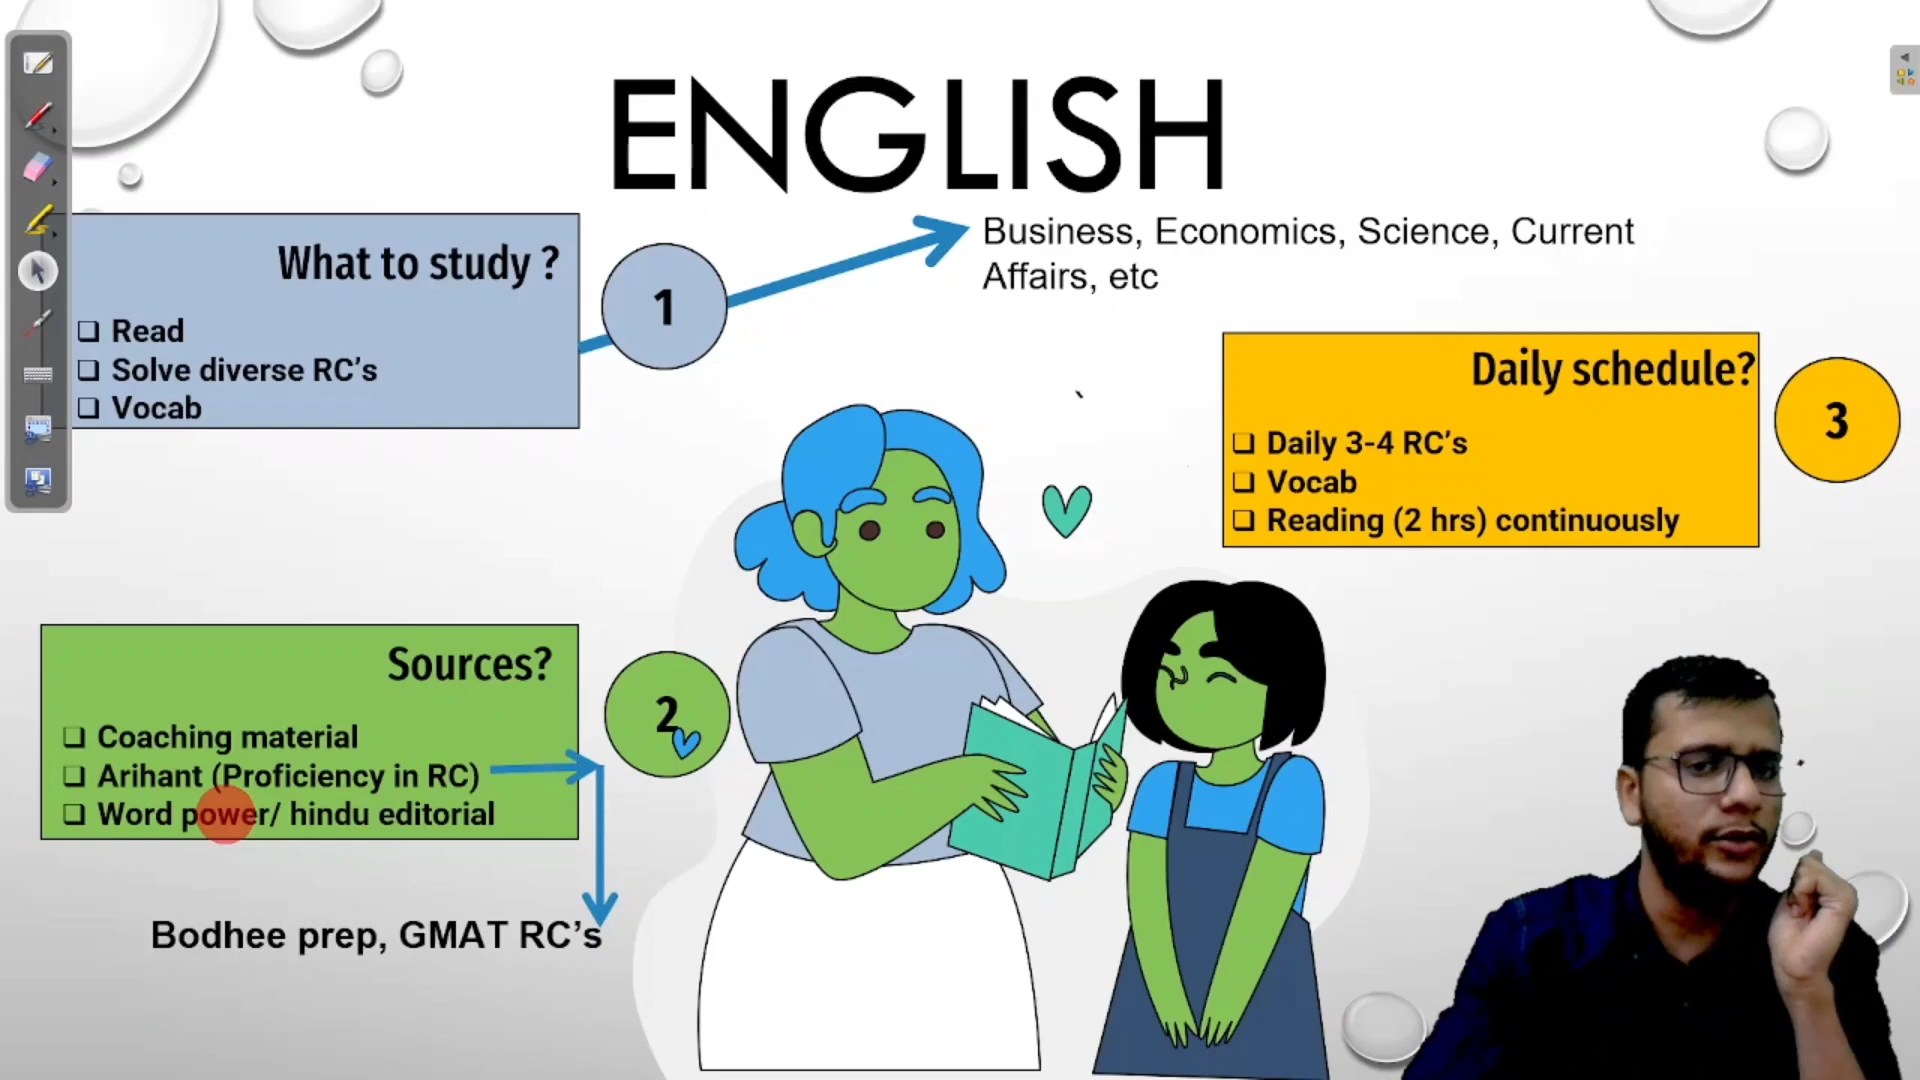 ENGLISH
Business, Economics, Science, Current
Affairs, etc
What to study ?
1
❑ Read
❑ Solve diverse RC's
❑ Vocab
Daily schedule?
3
❑ Daily 3-4 RC's
❑ Vocab
❑ Reading (2 hrs) continuously
Sources?
2
❑ Coaching material
❑ Arihant (Proficiency in RC)
❑ Word power/ hindu editorial
Bodhee prep, GMAT RC's